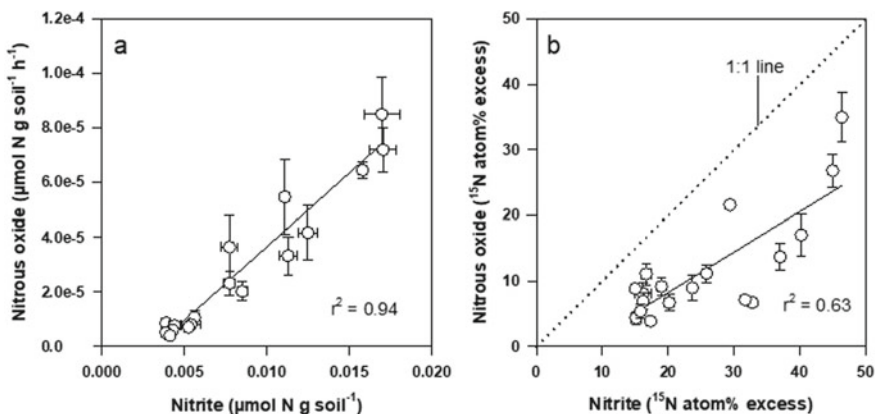 a
1.2e-4
1.0e-4
8.0e-5
6.0e-5
4.0e-5
2.0e-5
0.0
Nitrous oxide (µmol N g soil⁻¹ h⁻¹)
r² = 0.94
0.000 0.005 0.010 0.015 0.020
Nitrite (µmol N g soil⁻¹)
b
50
40
30
20
10
0
Nitrous oxide (¹⁵N atom% excess)
1:1 line
r² = 0.63
0 10 20 30 40 50
Nitrite (¹⁵N atom% excess)